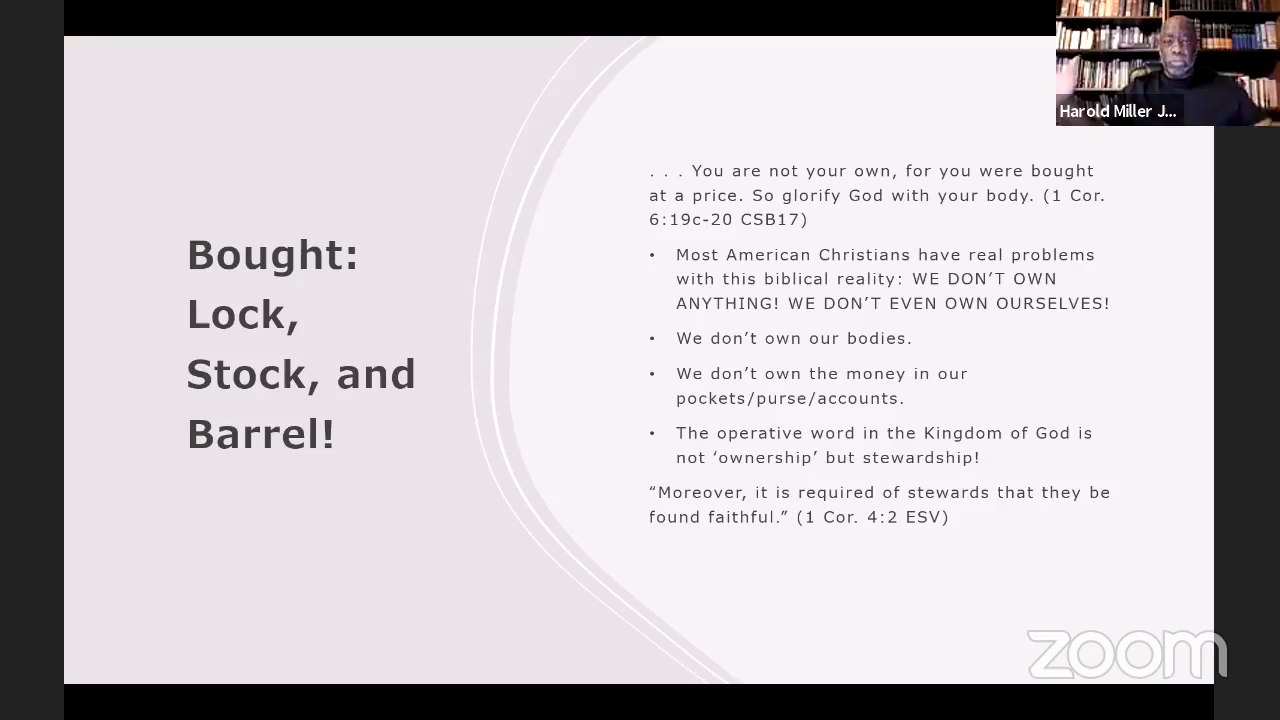 Harold Miller J...
Bought:
Lock,
Stock, and
Barrel!
. . . You are not your own, for you were bought
at a price. So glorify God with your body. (1 Cor.
6:19c-20 CSB17)
• Most American Christians have real problems
with this biblical reality: WE DON’T OWN
ANYTHING! WE DON’T EVEN OWN OURSELVES!
• We don’t own our bodies.
• We don’t own the money in our
pockets/purse/accounts.
• The operative word in the Kingdom of God is
not ‘ownership’ but stewardship!
“Moreover, it is required of stewards that they be
found faithful.” (1 Cor. 4:2 ESV)
zoom